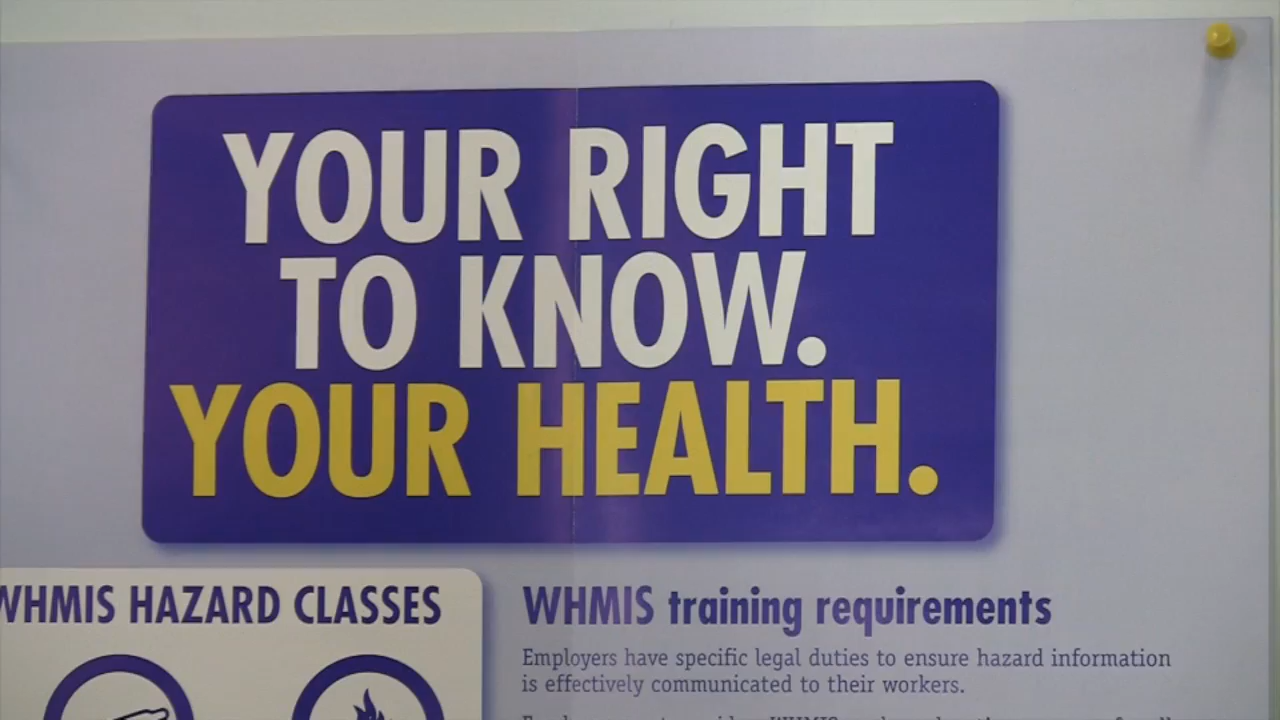 YOUR RIGHT
TO KNOW.
YOUR HEALTH.
WHMIS HAZARD CLASSES
WHMIS training requirements
Employers have specific legal duties to ensure hazard information
is effectively communicated to their workers.